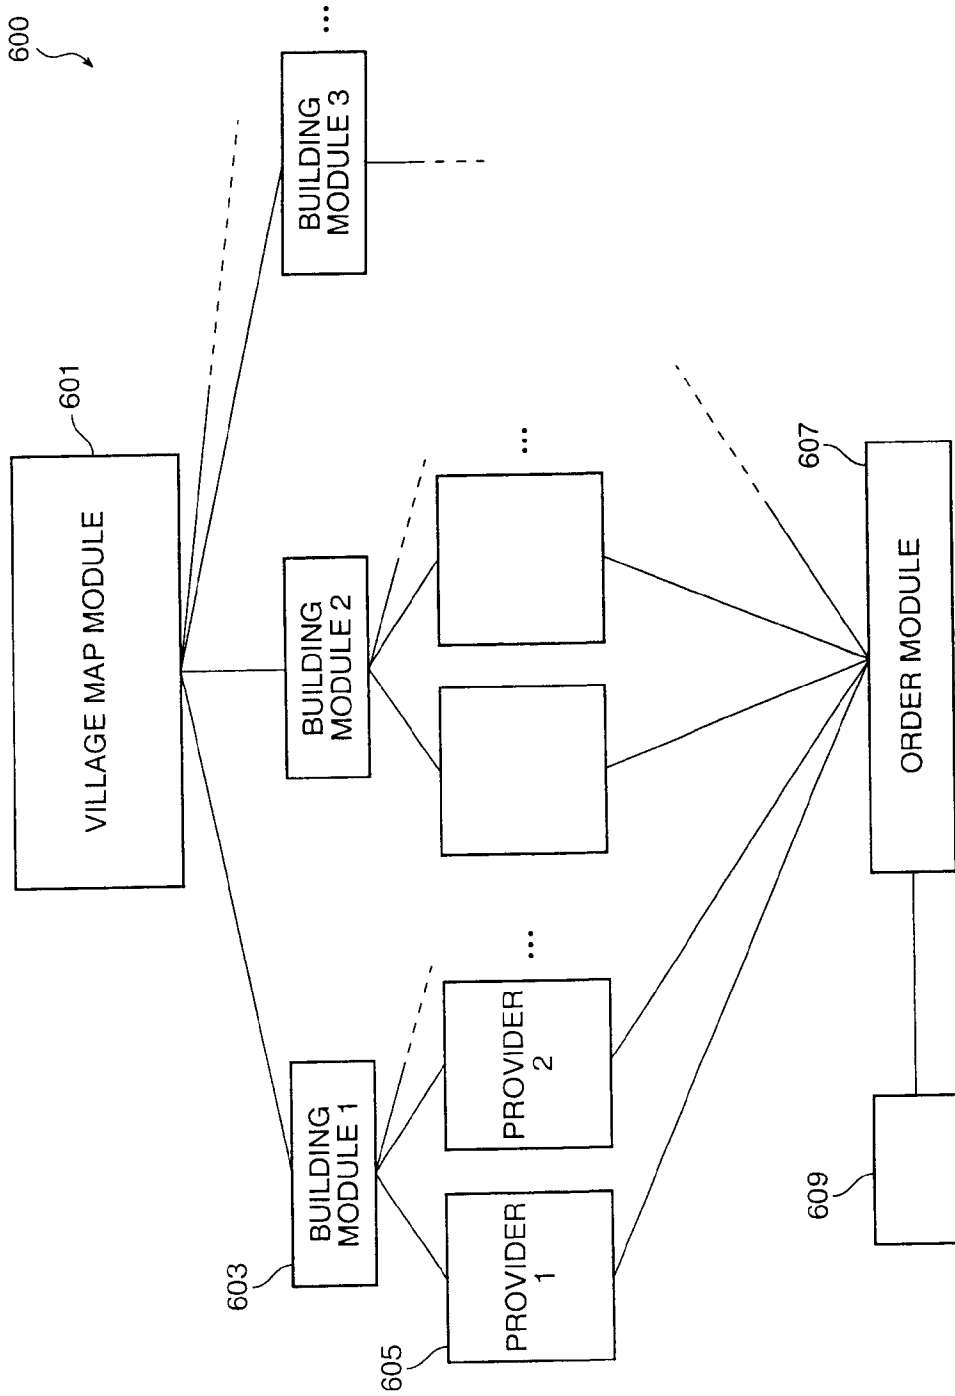 600
601
VILLAGE MAP MODULE
603
BUILDING
MODULE 1
BUILDING
MODULE 2
BUILDING
MODULE 3
...
605
PROVIDER
1
PROVIDER
2
...
...
607
ORDER MODULE
609